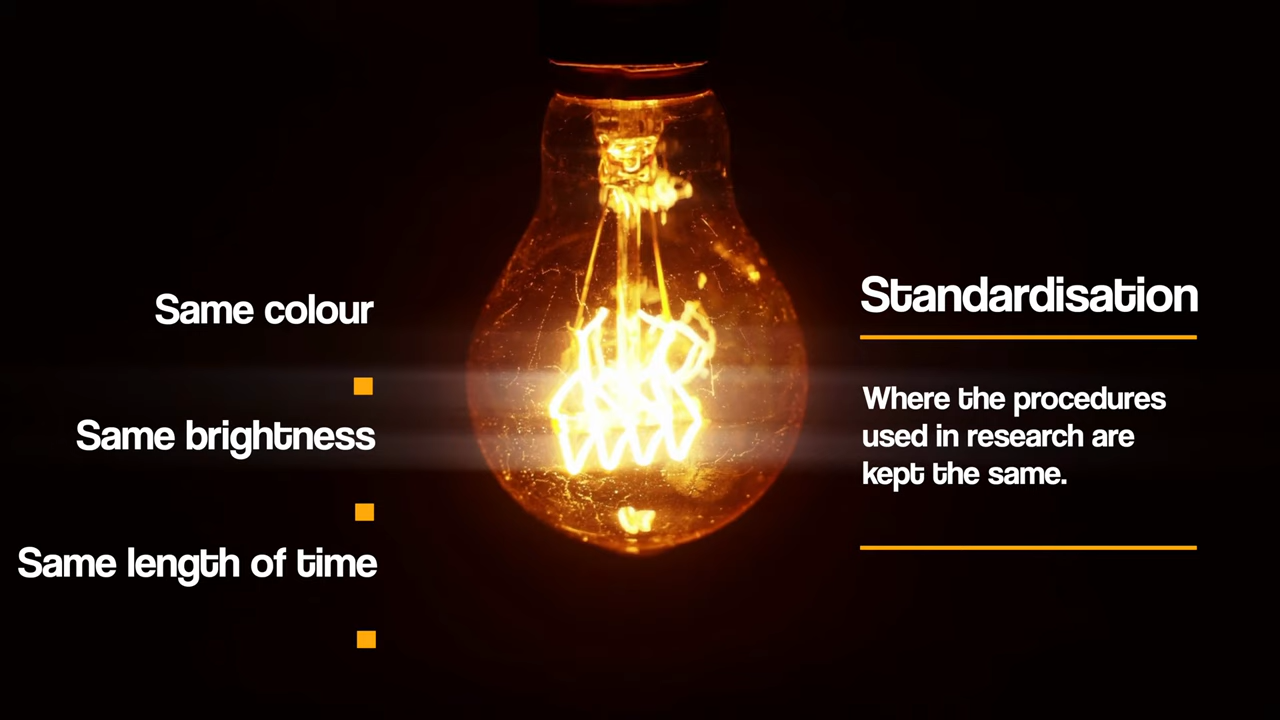 Same colour
Same brightness
Same length of time
Standardisation
Where the procedures
used in research are
kept the same.